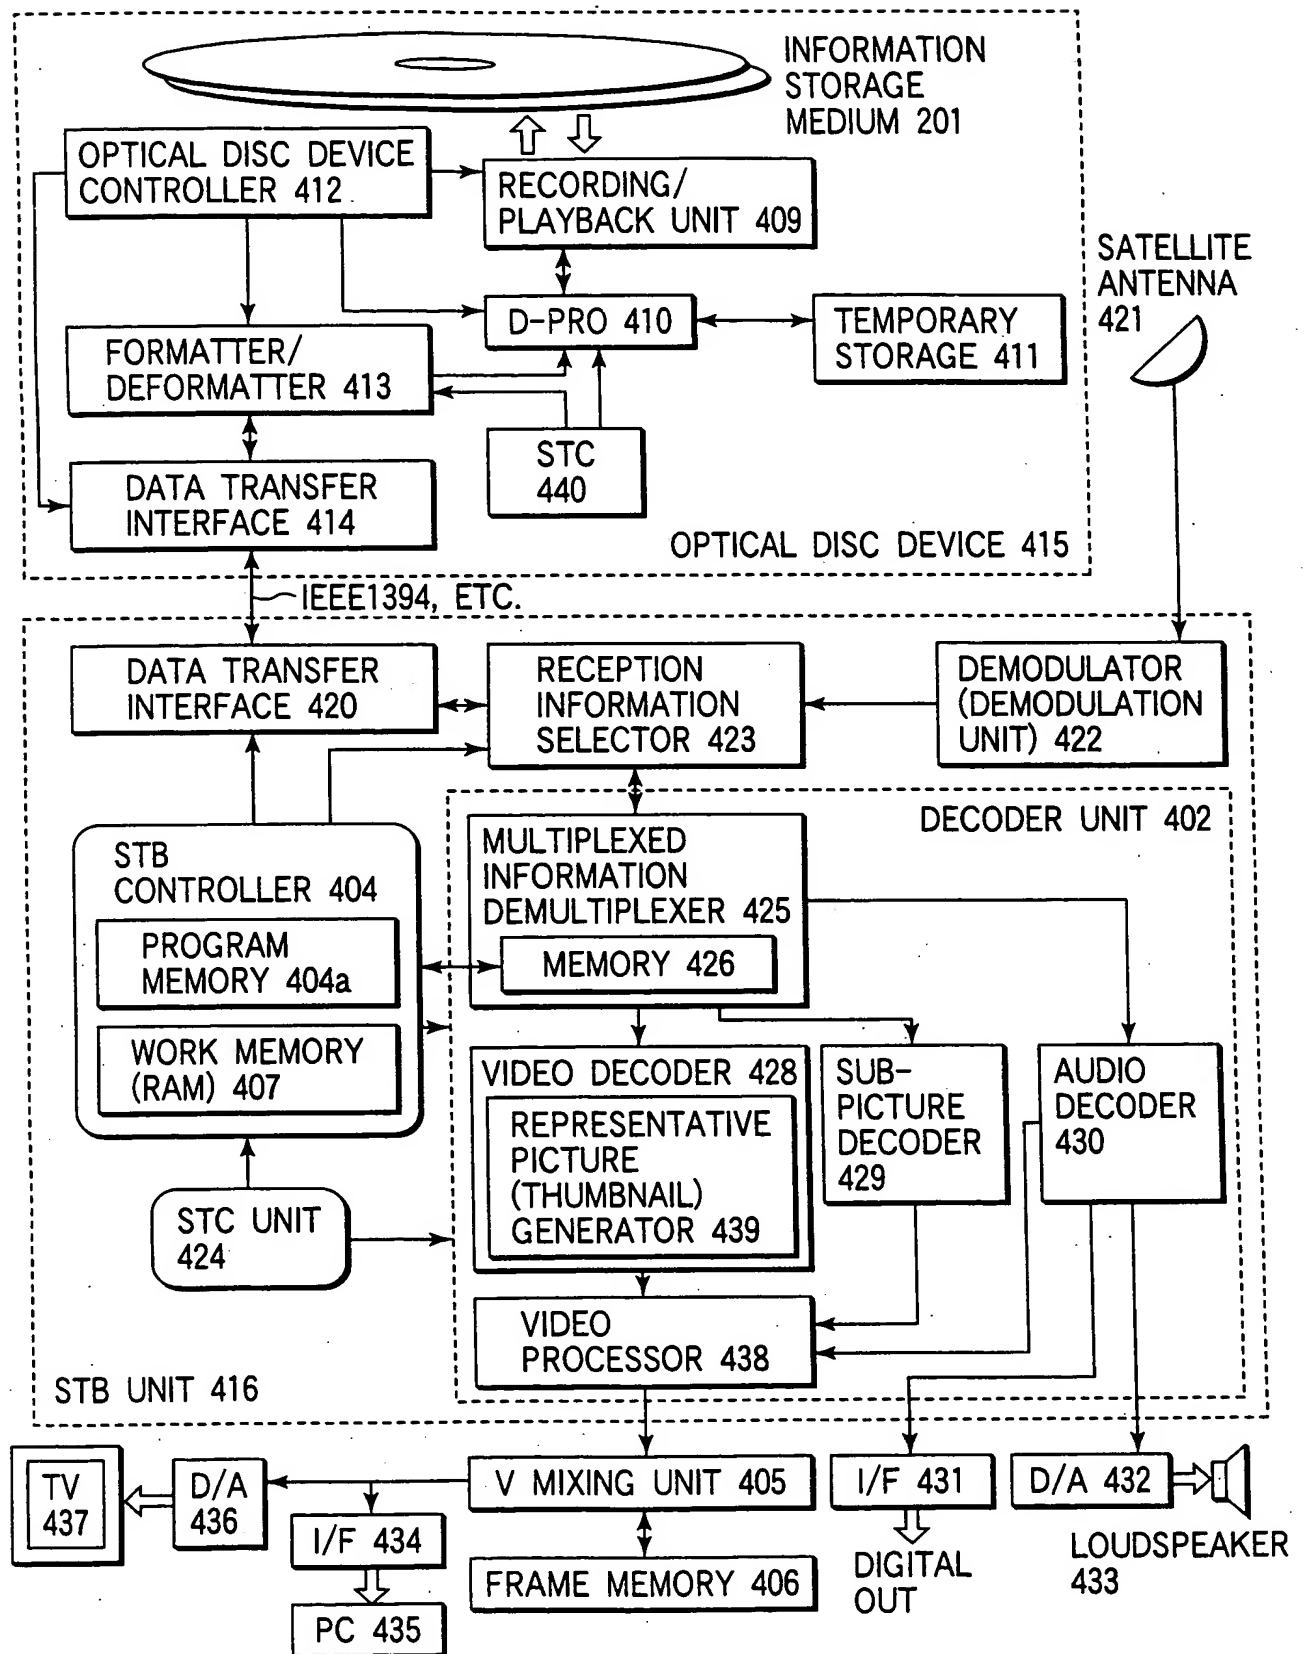 INFORMATION
STORAGE
MEDIUM 201
OPTICAL DISC DEVICE
CONTROLLER 412
RECORDING/
PLAYBACK UNIT 409
SATELLITE
ANTENNA
421
D-PRO 410
TEMPORARY
STORAGE 411
FORMATTER/
DEFORMATTER 413
STC
440
DATA TRANSFER
INTERFACE 414
OPTICAL DISC DEVICE 415
IEEE1394, ETC.
DATA TRANSFER
INTERFACE 420
RECEPTION
INFORMATION
SELECTOR 423
DEMODULATOR
(DEMODULATION
UNIT) 422
DECODER UNIT 402
STB
CONTROLLER 404
PROGRAM
MEMORY 404a
WORK MEMORY
(RAM) 407
MULTIPLEXED
INFORMATION
DEMULTIPLEXER 425
MEMORY 426
VIDEO DECODER 428
REPRESENTATIVE
PICTURE
(THUMBNAIL)
GENERATOR 439
SUB-
PICTURE
DECODER
429
AUDIO
DECODER
430
STC UNIT
424
VIDEO
PROCESSOR 438
STB UNIT 416
TV
437
D/A
436
I/F 434
PC 435
V MIXING UNIT 405
FRAME MEMORY 406
I/F 431
DIGITAL
OUT
D/A 432
LOUDSPEAKER
433